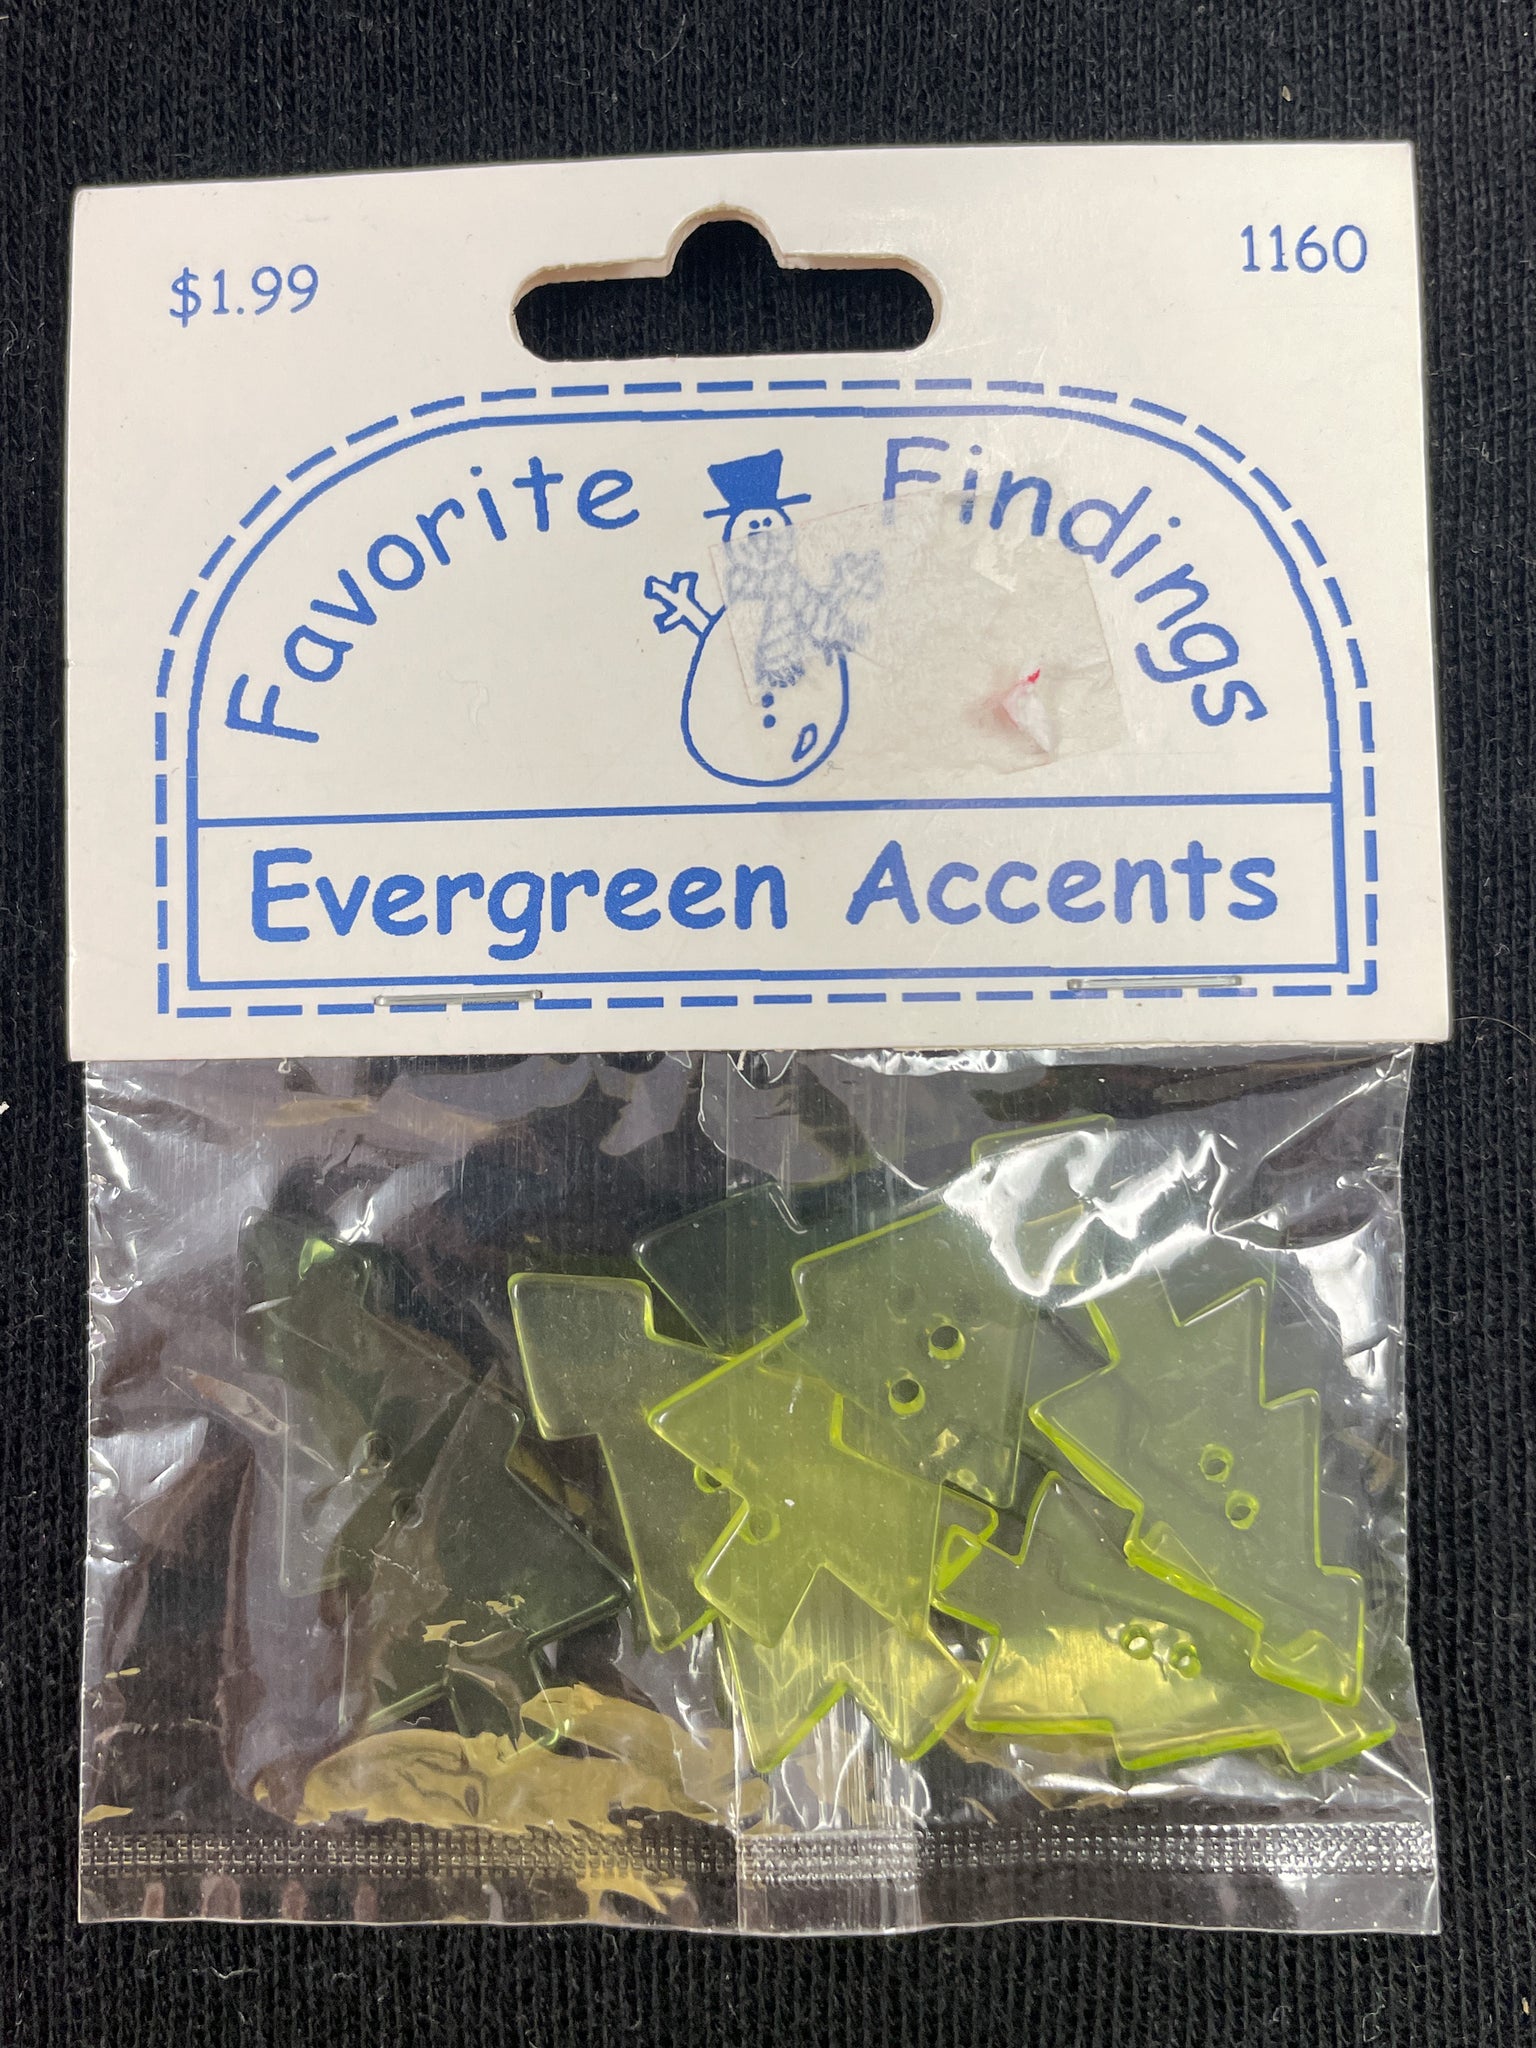 $1.99
1160
Favorite Findings
Evergreen Accents